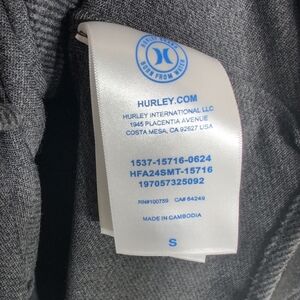 BORN FROM WATER
HURLEY.COM
HURLEY INTERNATIONAL LLC
1945 PLACENTIA AVENUE
COSTA MESA, CA 92627 USA
1537-15716-0624
HFA24SMT-15716
197057325092
RN#100759 CA# 64249
MADE IN CAMBODIA
S